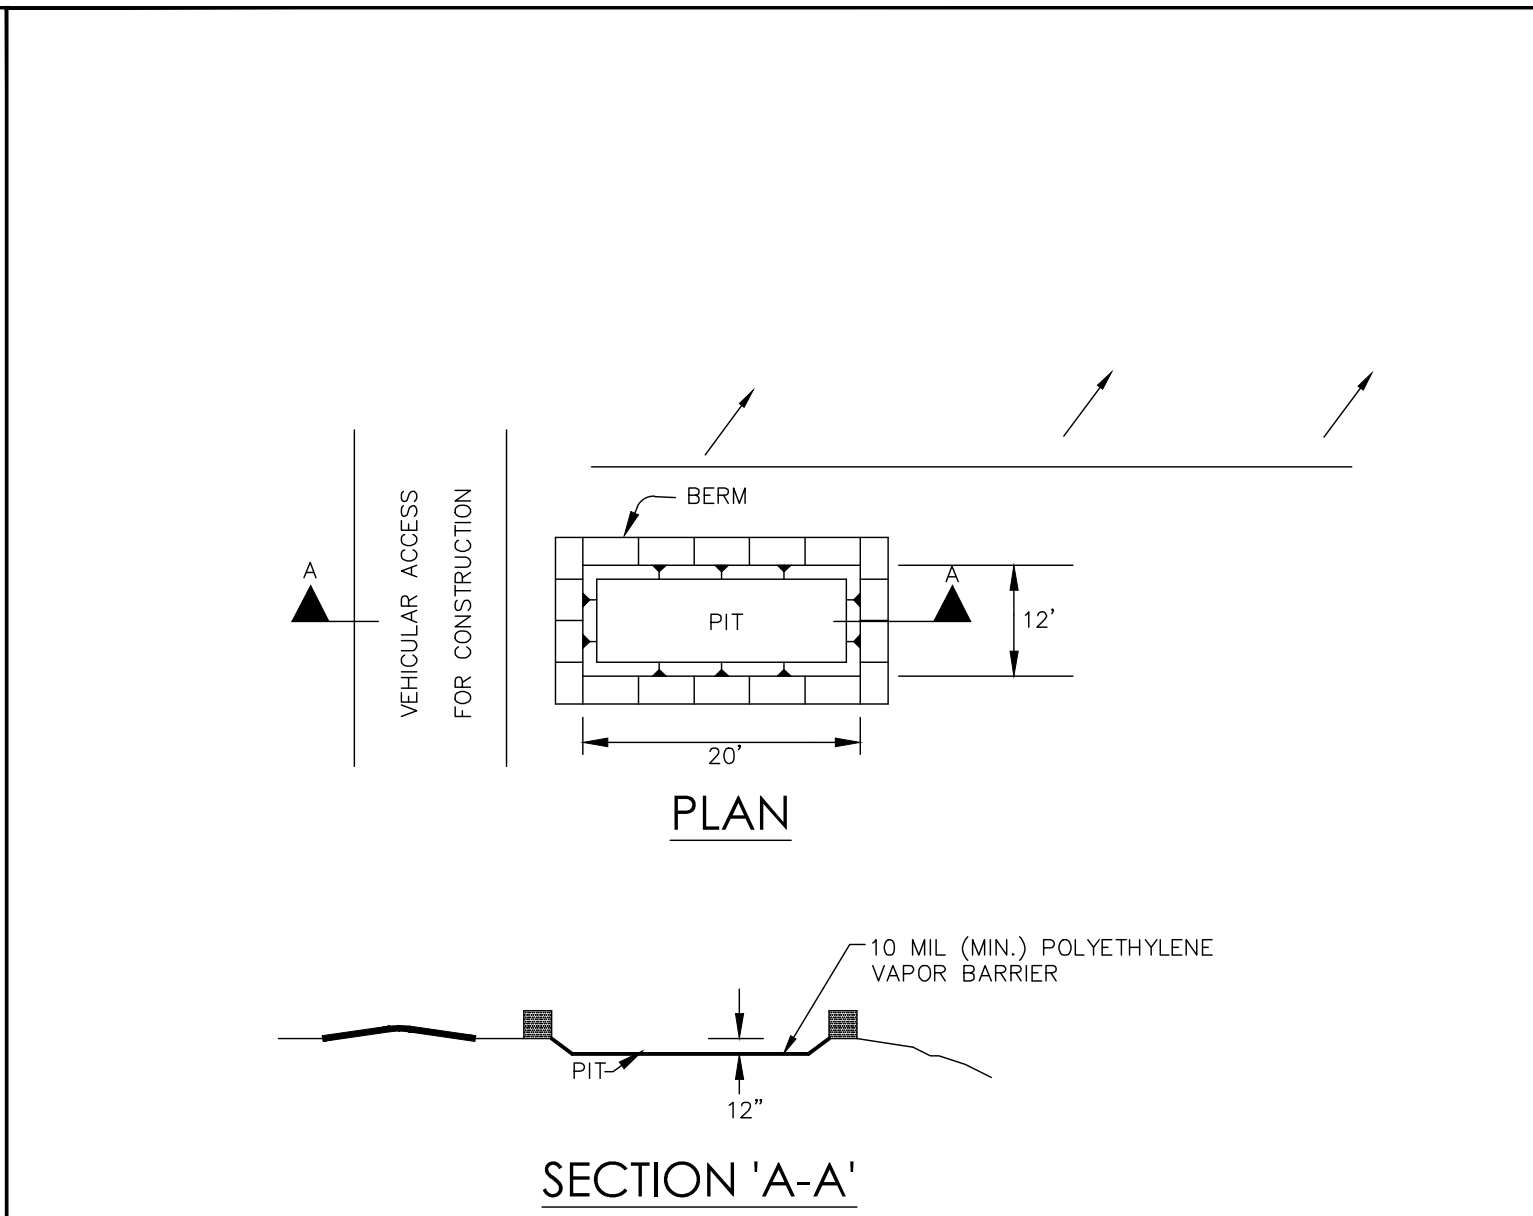 BERM
VEHICULAR ACCESS
FOR CONSTRUCTION
A
A
PIT
12'
20'
PLAN
10 MIL (MIN.) POLYETHYLENE
VAPOR BARRIER
PIT
12"
SECTION 'A-A'